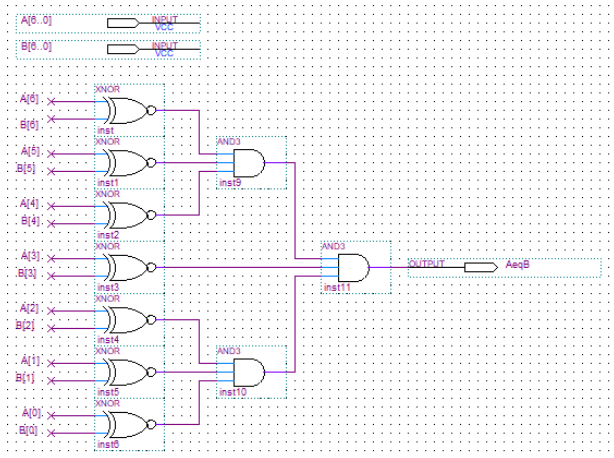 A[6..0] INPUT
VCC
B[6..0] INPUT
VCC
XNOR
A[6]
B[6]
inst
XNOR
AND3
A[5]
B[5]
inst1
inst9
XNOR
A[4]
B[4]
inst2
XNOR
AND3
A[3]
OUTPUT AeqB
B[3]
inst3
inst11
XNOR
A[2]
B[2]
inst4
XNOR
AND3
A[1]
B[1]
inst5
inst10
XNOR
A[0]
B[0]
inst6